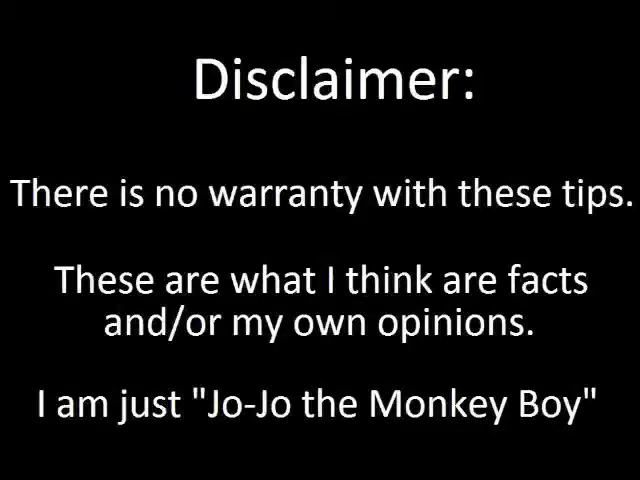 Disclaimer:
There is no warranty with these tips.
These are what I think are facts
and/or my own opinions.
I am just "Jo-Jo the Monkey Boy"